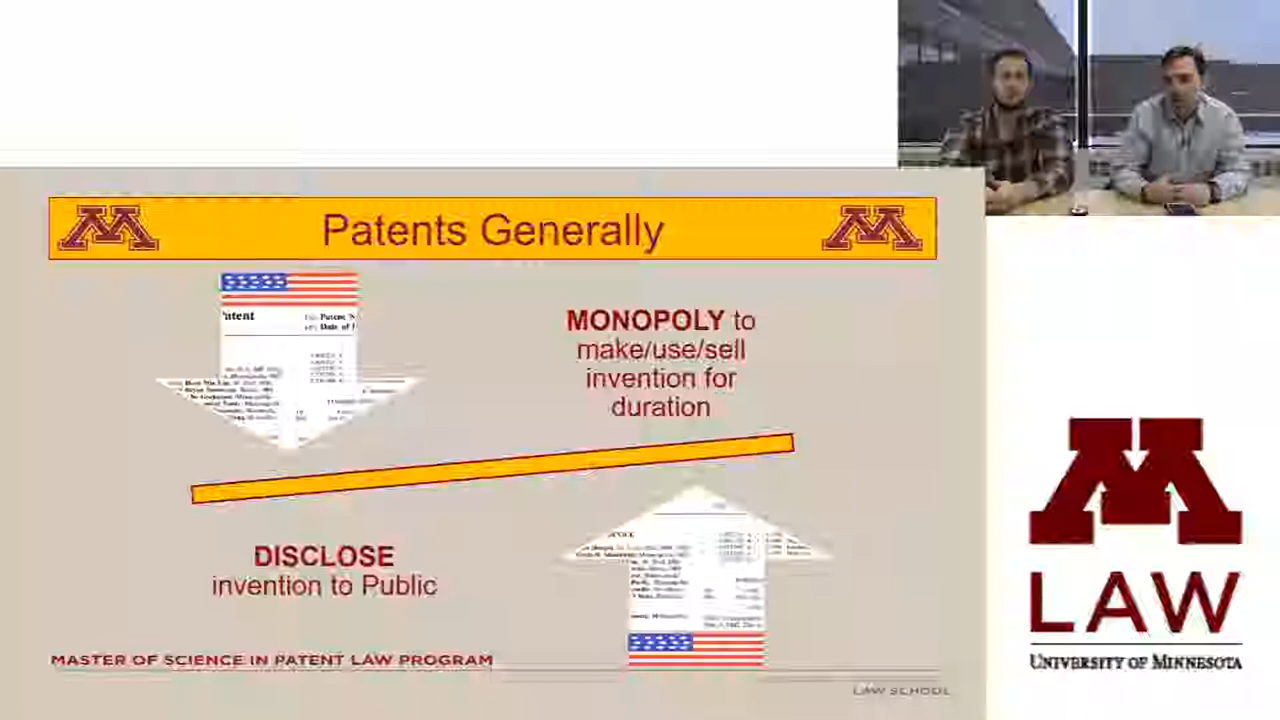 Patents Generally
MONOPOLY to
make/use/sell
invention for
duration
DISCLOSE
invention to Public
MASTER OF SCIENCE IN PATENT LAW PROGRAM
LAW SCHOOL
LAW
UNIVERSITY OF MINNESOTA